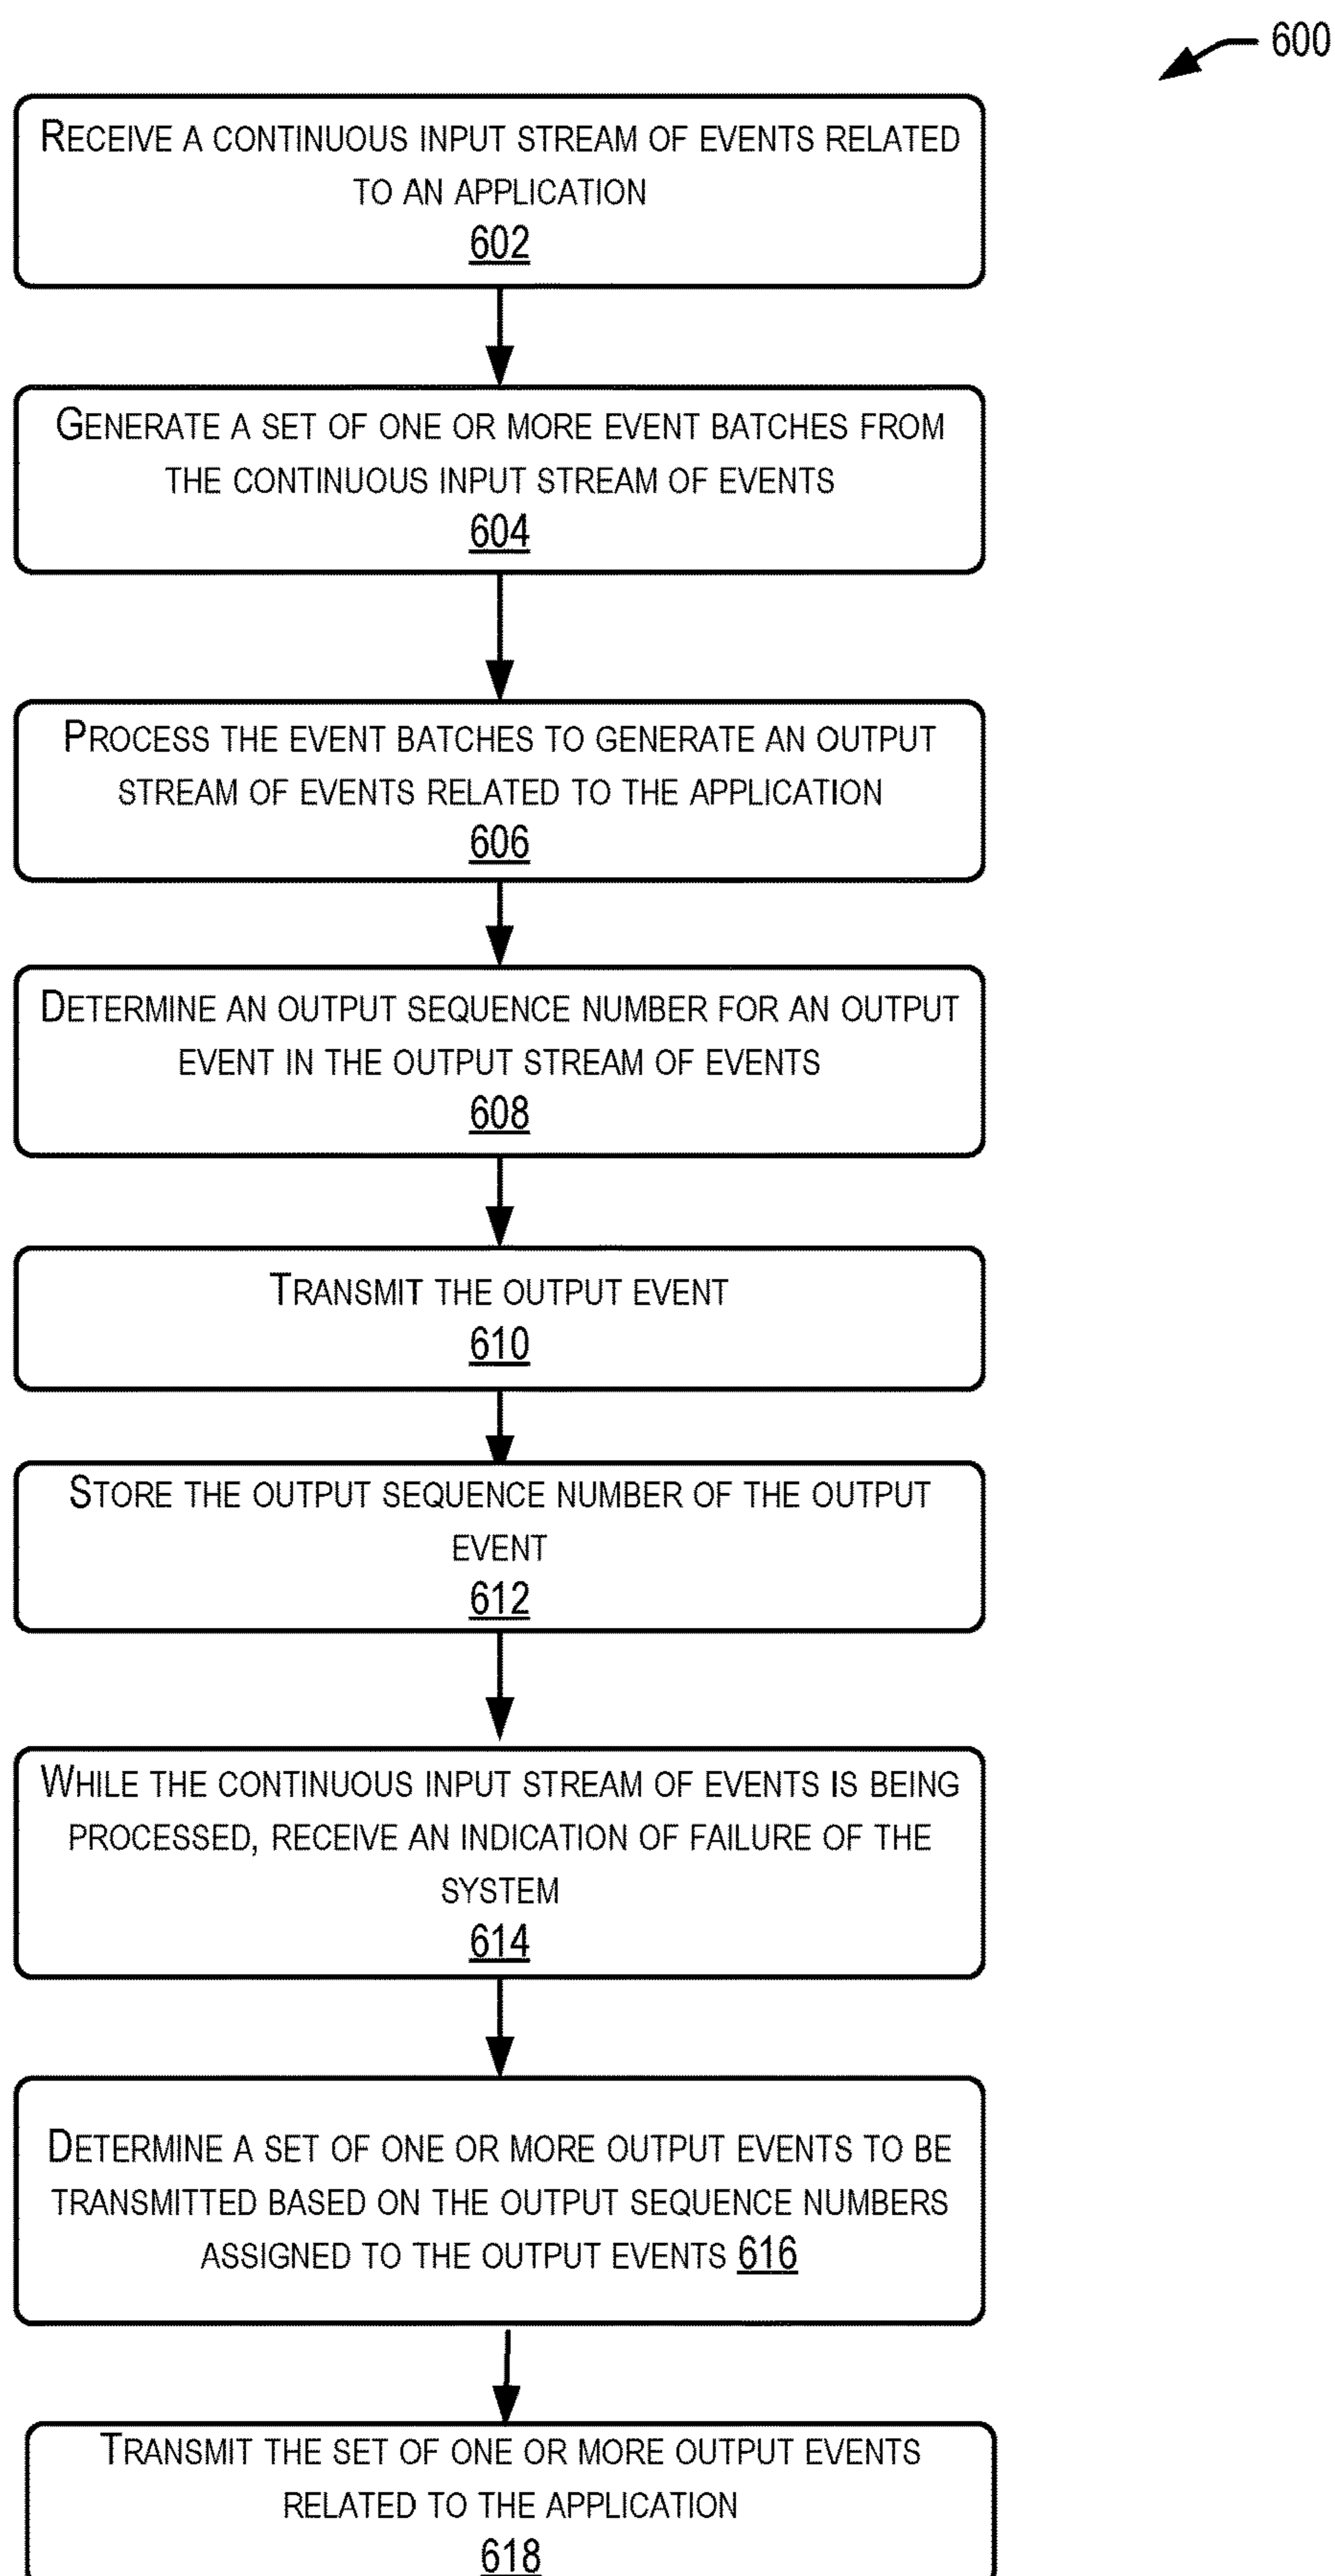 600
RECEIVE A CONTINUOUS INPUT STREAM OF EVENTS RELATED
TO AN APPLICATION
602
GENERATE A SET OF ONE OR MORE EVENT BATCHES FROM
THE CONTINUOUS INPUT STREAM OF EVENTS
604
PROCESS THE EVENT BATCHES TO GENERATE AN OUTPUT
STREAM OF EVENTS RELATED TO THE APPLICATION
606
DETERMINE AN OUTPUT SEQUENCE NUMBER FOR AN OUTPUT
EVENT IN THE OUTPUT STREAM OF EVENTS
608
TRANSMIT THE OUTPUT EVENT
610
STORE THE OUTPUT SEQUENCE NUMBER OF THE OUTPUT
EVENT
612
WHILE THE CONTINUOUS INPUT STREAM OF EVENTS IS BEING
PROCESSED, RECEIVE AN INDICATION OF FAILURE OF THE
SYSTEM
614
DETERMINE A SET OF ONE OR MORE OUTPUT EVENTS TO BE
TRANSMITTED BASED ON THE OUTPUT SEQUENCE NUMBERS
ASSIGNED TO THE OUTPUT EVENTS 616
TRANSMIT THE SET OF ONE OR MORE OUTPUT EVENTS
RELATED TO THE APPLICATION
618